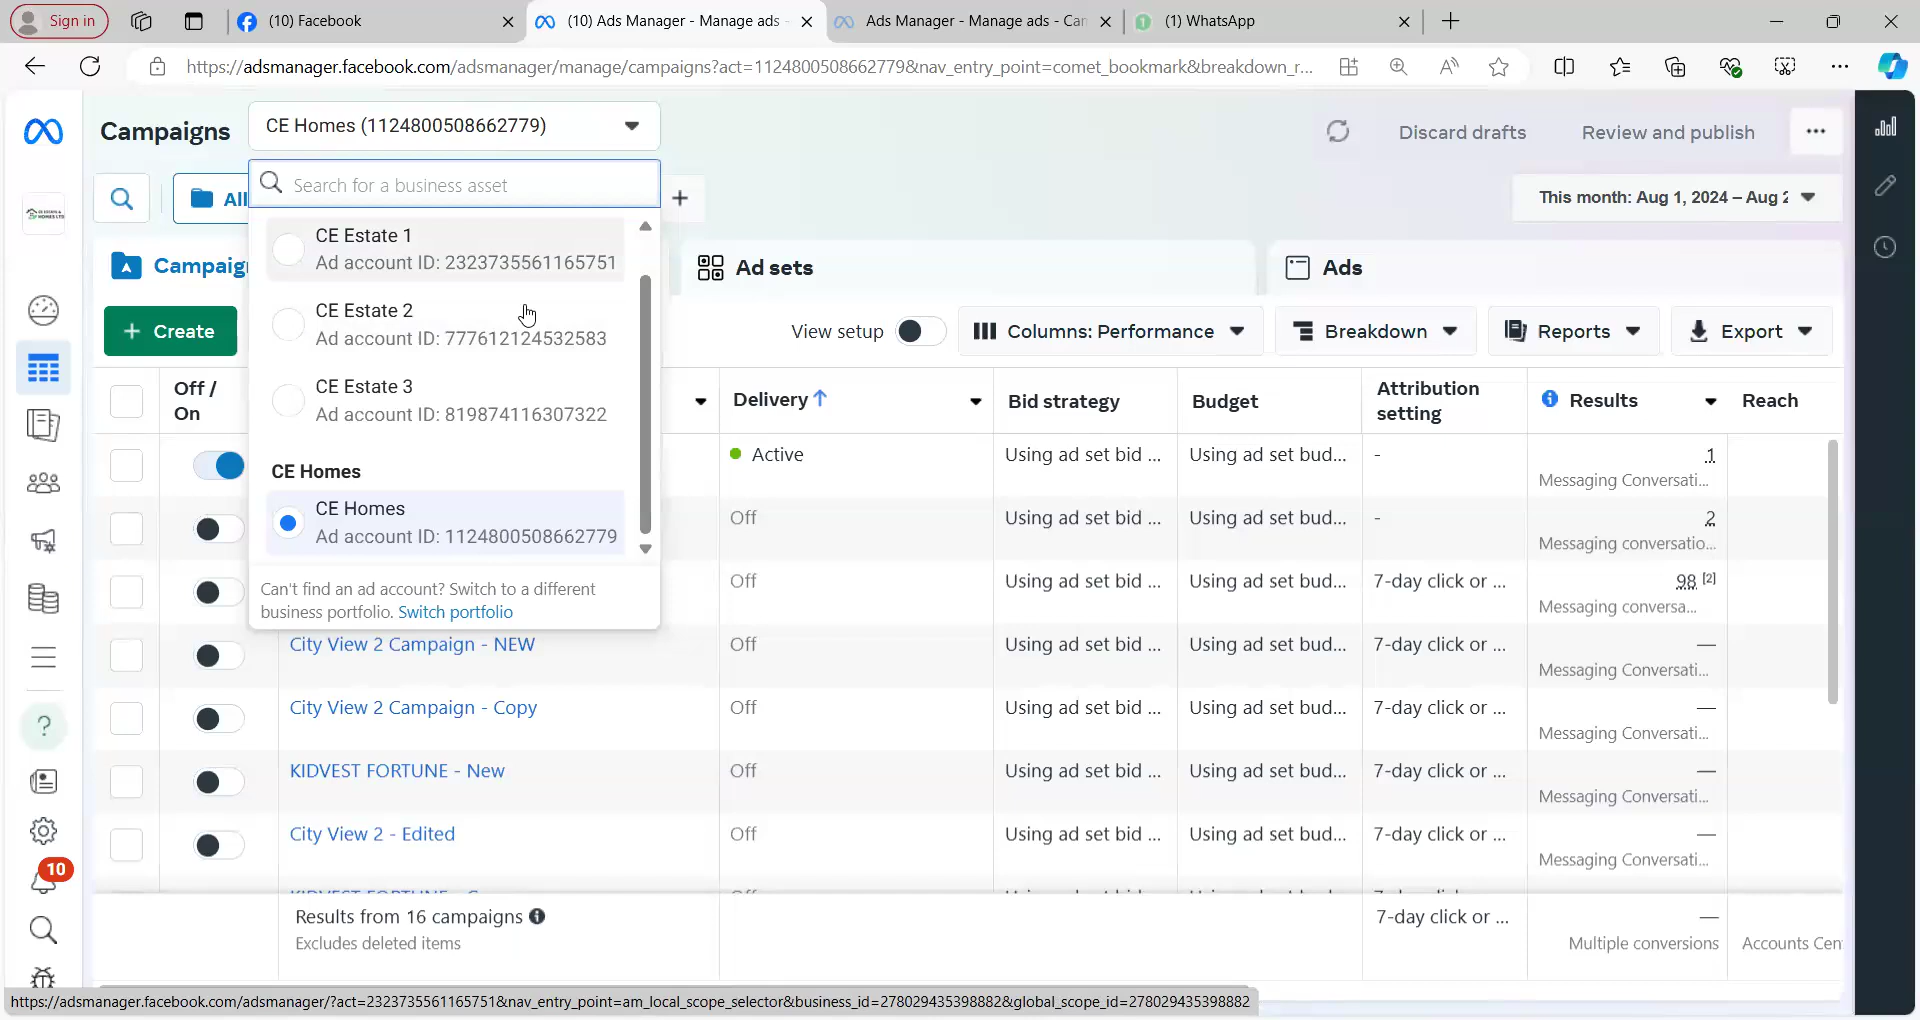 Sign in
(10) Facebook
(10) Ads Manager - Manage ads -
Ads Manager - Manage ads - Car
(1) WhatsApp
https://adsmanager.facebook.com/adsmanager/manage/campaigns?act=1124800508662779&nav_entry_point=comet_bookmark&breakdown_r...
Campaigns
CE Homes (1124800508662779)
Discard drafts
Review and publish
Search for a business asset
All
This month: Aug 1, 2024 – Aug 2
CE Estate 1
Ad account ID: 2323735561165751
CE Estate 2
Ad account ID: 777612124532583
CE Estate 3
Ad account ID: 819874116307322
CE Homes
CE Homes
Ad account ID: 1124800508662779
Can't find an ad account? Switch to a different
business portfolio. Switch portfolio
Campaig
Ad sets
Ads
+ Create
View setup
Columns: Performance
Breakdown
Reports
Export
Off /
On
Delivery
Bid strategy
Budget
Attribution
setting
Results
Reach
Active
Using ad set bid ...
Using ad set bud...
-
1
Messaging Conversati...
Off
Using ad set bid ...
Using ad set bud...
-
2
Messaging conversatio...
Off
Using ad set bid ...
Using ad set bud...
7-day click or ...
98 [2]
Messaging conversa...
City View 2 Campaign - NEW
Off
Using ad set bid ...
Using ad set bud...
7-day click or ...
—
Messaging Conversati...
City View 2 Campaign - Copy
Off
Using ad set bid ...
Using ad set bud...
7-day click or ...
—
Messaging Conversati...
KIDVEST FORTUNE - New
Off
Using ad set bid ...
Using ad set bud...
7-day click or ...
—
Messaging Conversati...
City View 2 - Edited
Off
Using ad set bid ...
Using ad set bud...
7-day click or ...
—
Messaging Conversati...
10
Results from 16 campaigns
Excludes deleted items
7-day click or ...
—
Multiple conversions
Accounts Cen
https://adsmanager.facebook.com/adsmanager/?act=2323735561165751&nav_entry_point=am_local_scope_selector&business_id=278029435398882&global_scope_id=278029435398882